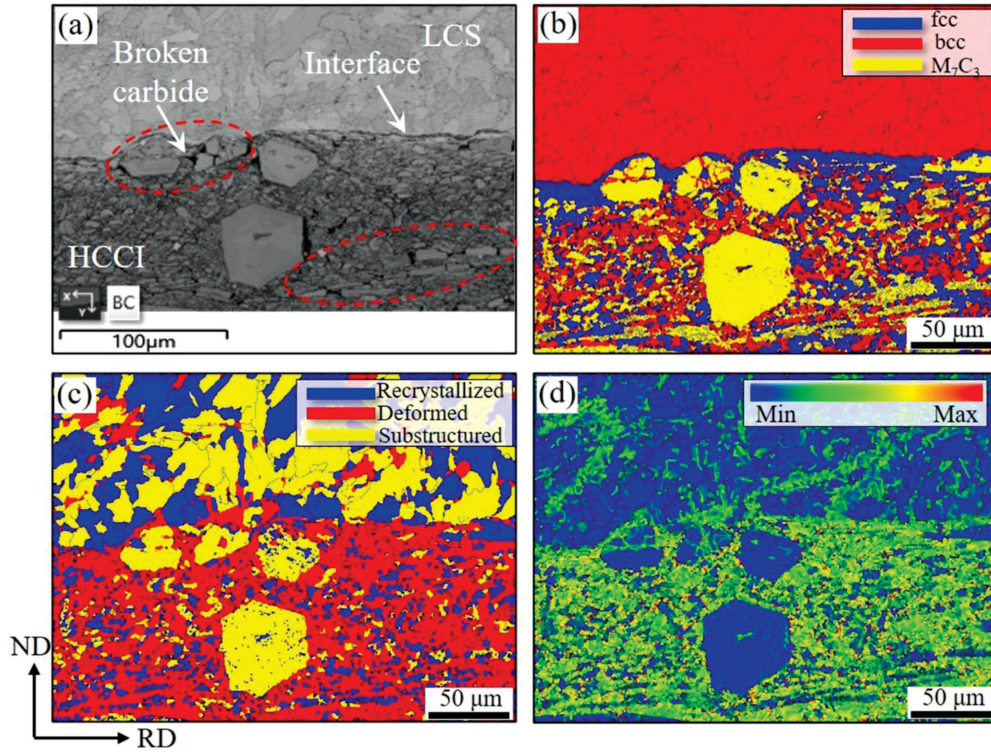 (a)
LCS
Broken
carbide
Interface
HCCI
X
Y
BC
100μm
(b)
fcc
bcc
M₇C₃
50 μm
(c)
Recrystallized
Deformed
Substructured
50 μm
ND
RD
(d)
Min
Max
50 μm